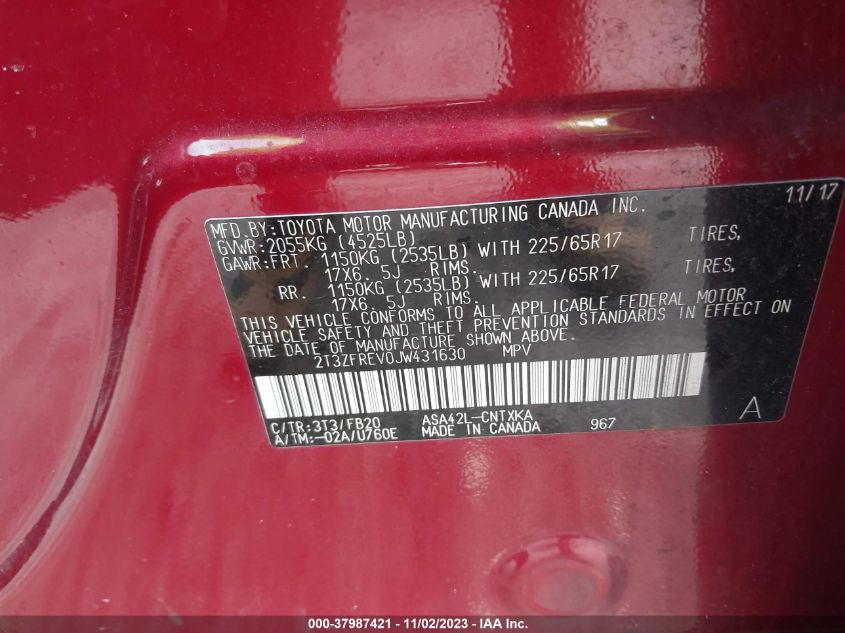 11/17
MFD.BY:TOYOTA MOTOR MANUFACTURING CANADA INC.
GVWR:2055KG (4525LB)
GAWR:FRT. 1150KG (2535LB) WITH 225/65R17 TIRES,
17X6. 5J RIMS.
RR. 1150KG (2535LB) WITH 225/65R17 TIRES,
17X6. 5J RIMS.
THIS VEHICLE CONFORMS TO ALL APPLICABLE FEDERAL MOTOR
VEHICLE SAFETY AND THEFT PREVENTION STANDARDS IN EFFECT ON
THE DATE OF MANUFACTURE SHOWN ABOVE.
2T3ZFREV0JW431630 MPV
C/TR:3T3/FB20 ASA42L-CNTXKA A
A/TM:-02A/U760E MADE IN CANADA 967
000-37987421 - 11/02/2023 - IAA Inc.